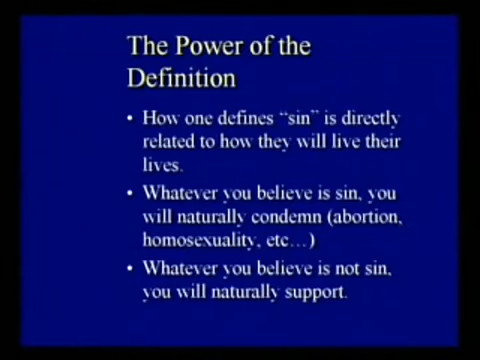 The Power of the
Definition
• How one defines “sin” is directly
related to how they will live their
lives.
• Whatever you believe is sin, you
will naturally condemn (abortion,
homosexuality, etc…)
• Whatever you believe is not sin,
you will naturally support.